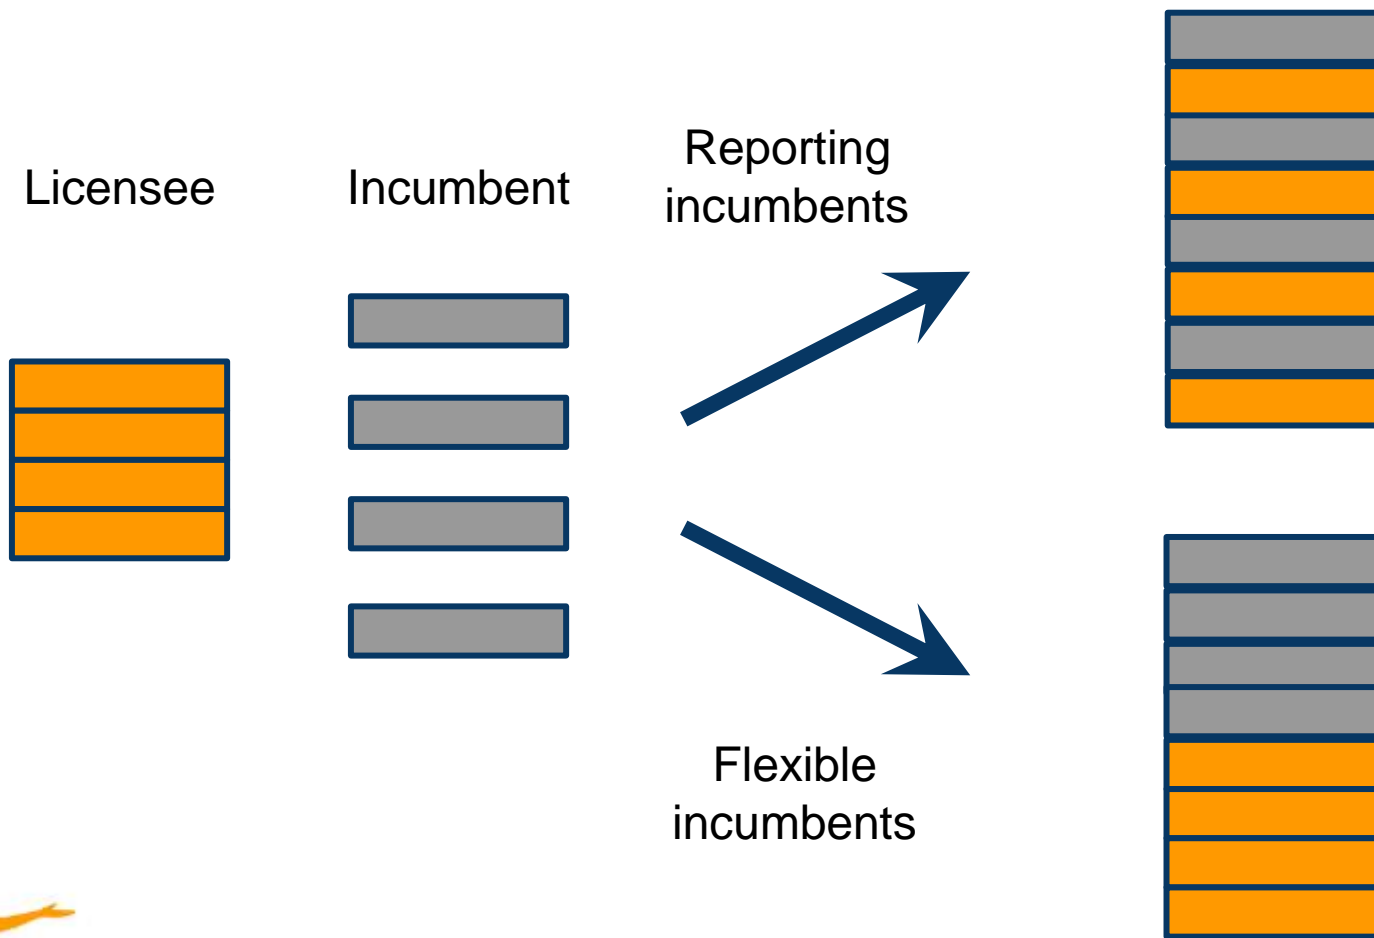 Licensee
Incumbent
Reporting
incumbents
Flexible
incumbents